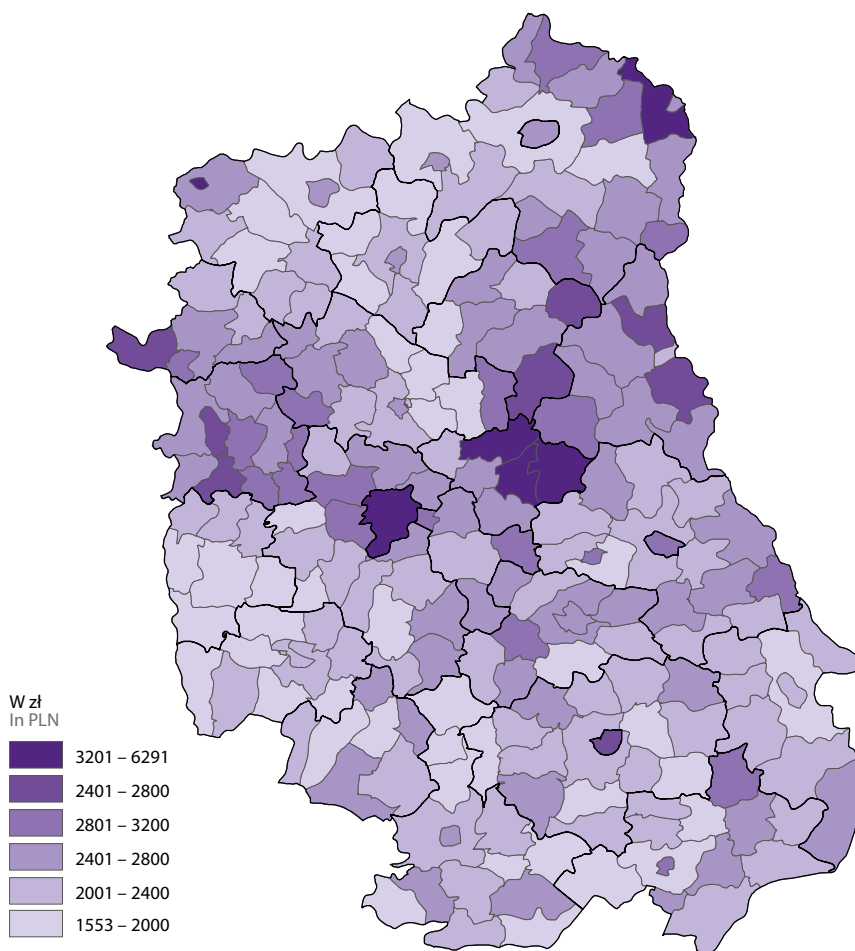 W zł
In PLN
3201 – 6291
2401 – 2800
2801 – 3200
2401 – 2800
2001 – 2400
1553 – 2000